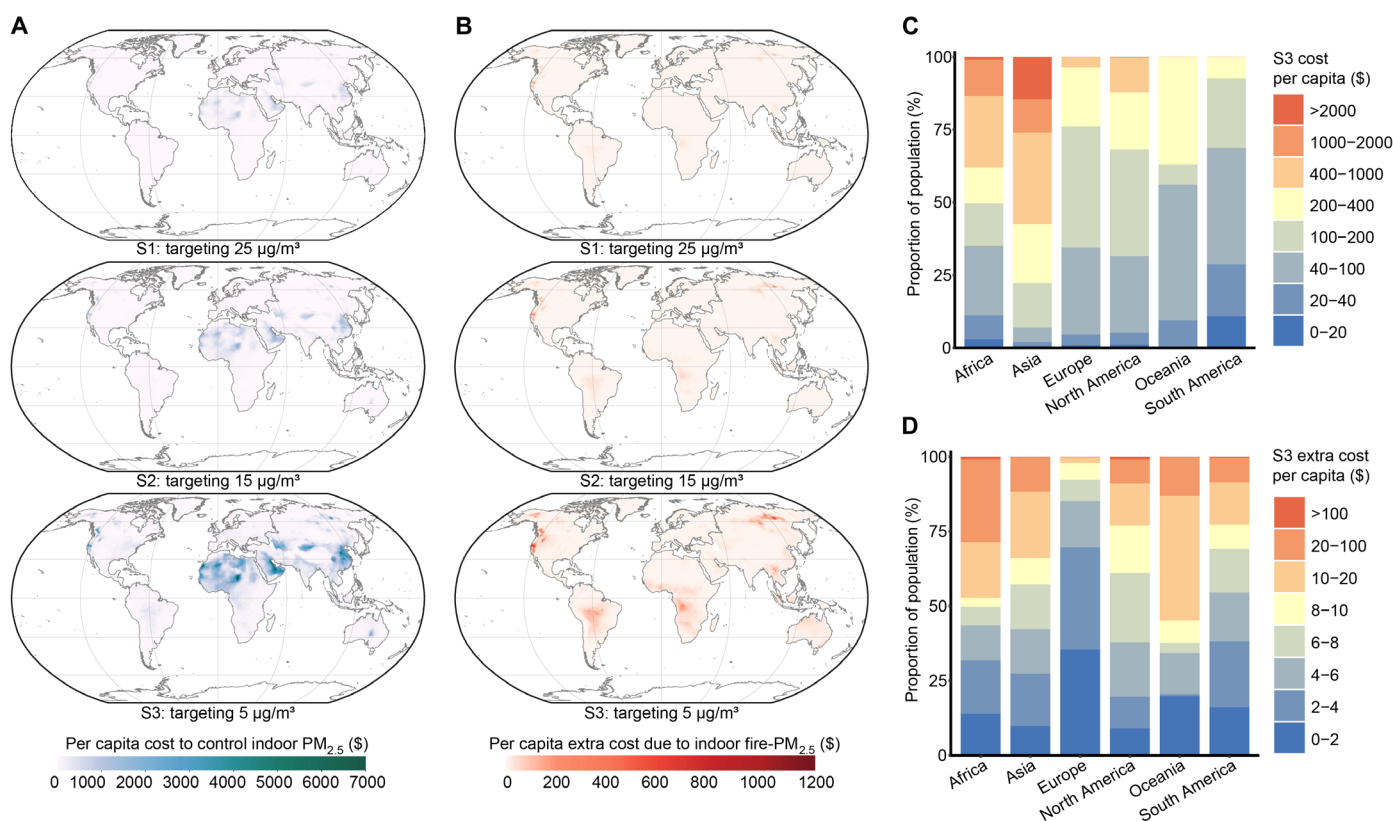 A
S1: targeting 25 µg/m³
S2: targeting 15 µg/m³
S3: targeting 5 µg/m³
Per capita cost to control indoor PM2.5 ($)
0 1000 2000 3000 4000 5000 6000 7000
B
S1: targeting 25 µg/m³
S2: targeting 15 µg/m³
S3: targeting 5 µg/m³
Per capita extra cost due to indoor fire-PM2.5 ($)
0 200 400 600 800 1000 1200
C
Proportion of population (%)
100
75
50
25
0
Africa
Asia
Europe
North America
Oceania
South America
S3 cost
per capita ($)
>2000
1000−2000
400−1000
200−400
100−200
40−100
20−40
0−20
D
Proportion of population (%)
100
75
50
25
0
Africa
Asia
Europe
North America
Oceania
South America
S3 extra cost
per capita ($)
>100
20−100
10−20
8−10
6−8
4−6
2−4
0−2